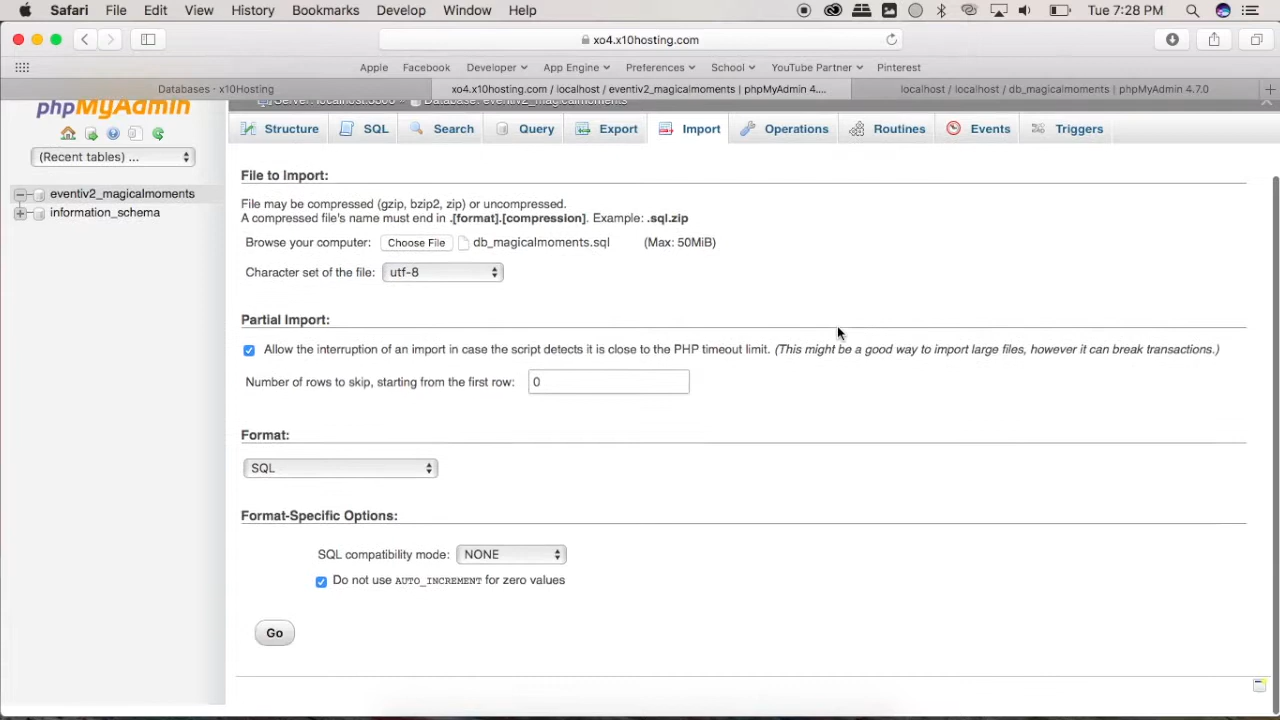 Safari File Edit View History Bookmarks Develop Window Help Tue 7:28 PM
xo4.x10hosting.com
Apple Facebook Developer App Engine Preferences School YouTube Partner Pinterest
Databases - x10Hosting xo4.x10hosting.com / localhost / eventiv2_magicalmoments | phpMyAdmin 4.... localhost / localhost / db_magicalmoments | phpMyAdmin 4.7.0
phpMyAdmin
(Recent tables) ...
eventiv2_magicalmoments
information_schema
Structure SQL Search Query Export Import Operations Routines Events Triggers
File to Import:
File may be compressed (gzip, bzip2, zip) or uncompressed.
A compressed file's name must end in .[format].[compression]. Example: .sql.zip
Browse your computer: Choose File db_magicalmoments.sql (Max: 50MiB)
Character set of the file: utf-8
Partial Import:
Allow the interruption of an import in case the script detects it is close to the PHP timeout limit. (This might be a good way to import large files, however it can break transactions.)
Number of rows to skip, starting from the first row: 0
Format:
SQL
Format-Specific Options:
SQL compatibility mode: NONE
Do not use AUTO_INCREMENT for zero values
Go